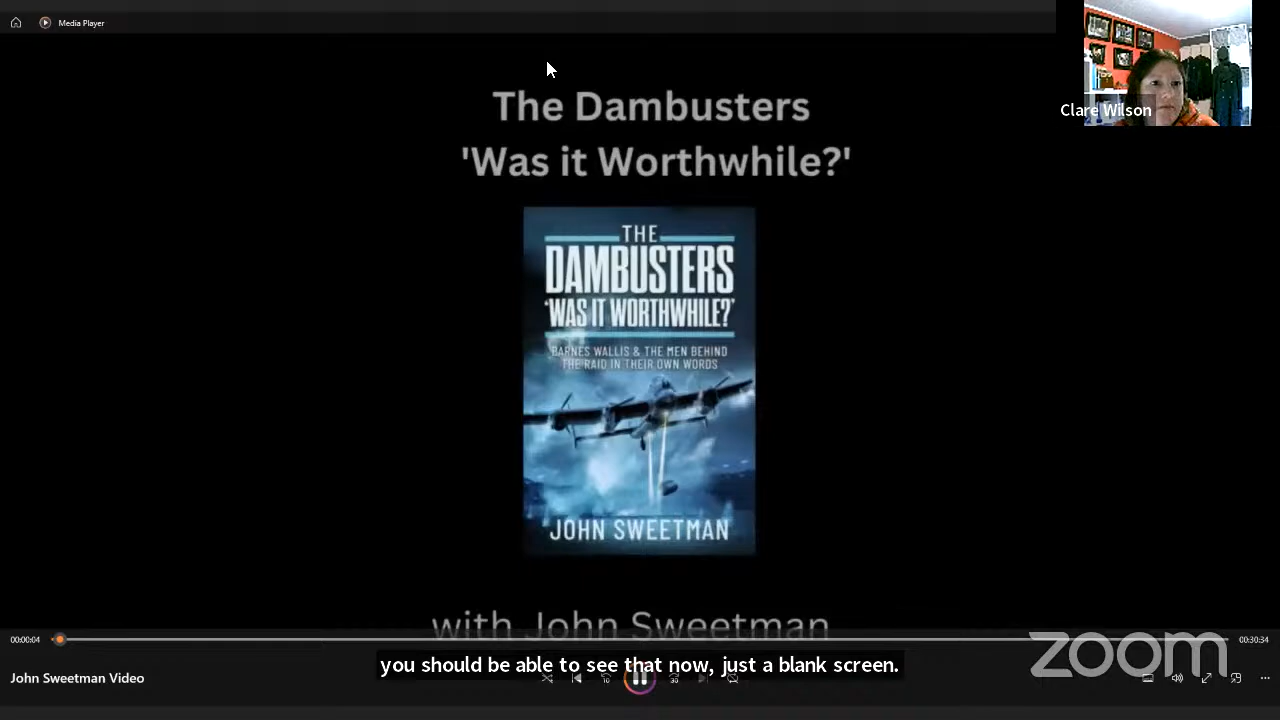 Media Player
Clare Wilson
The Dambusters
'Was it Worthwhile?'
THE
DAMBUSTERS
'WAS IT WORTHWHILE?'
BARNES WALLIS & THE MEN BEHIND
THE RAID IN THEIR OWN WORDS
JOHN SWEETMAN
with John Sweetman
00:00:04
00:30:34
zoom
you should be able to see that now, just a blank screen.
John Sweetman Video
10
30